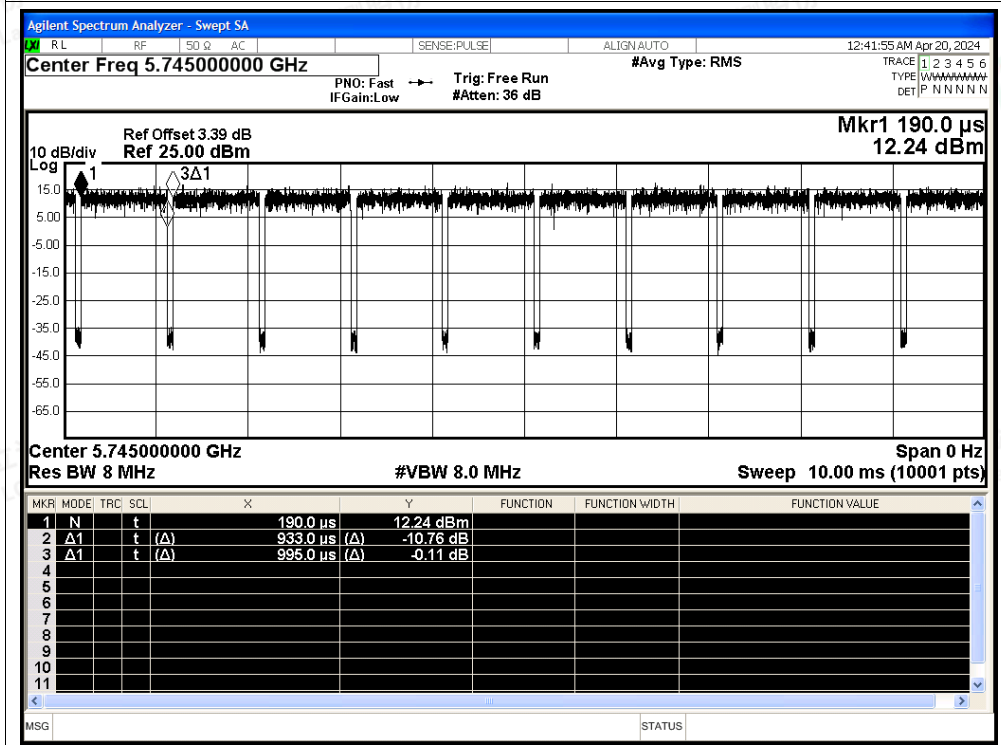 Agilent Spectrum Analyzer - Swept SA
LXI RL RF 50 Ω AC SENSE:PULSE ALIGN AUTO 12:41:55 AM Apr 20, 2024
Center Freq 5.745000000 GHz #Avg Type: RMS TRACE 1 2 3 4 5 6
PNO: Fast Trig: Free Run TYPE WWWWWW
IFGain:Low #Atten: 36 dB DET P N N N N N
Mkr1 190.0 µs
Ref Offset 3.39 dB
10 dB/div Ref 25.00 dBm 12.24 dBm
Log
1 3Δ1
15.0
5.00
-5.00
-15.0
-25.0
-35.0
-45.0
-55.0
-65.0
Center 5.745000000 GHz Span 0 Hz
Res BW 8 MHz #VBW 8.0 MHz Sweep 10.00 ms (10001 pts)
MKR MODE TRC SCL X Y FUNCTION FUNCTION WIDTH FUNCTION VALUE
1 N t 190.0 µs 12.24 dBm
2 Δ1 t (Δ) 933.0 µs (Δ) -10.76 dB
3 Δ1 t (Δ) 995.0 µs (Δ) -0.11 dB
4
5
6
7
8
9
10
11
MSG STATUS